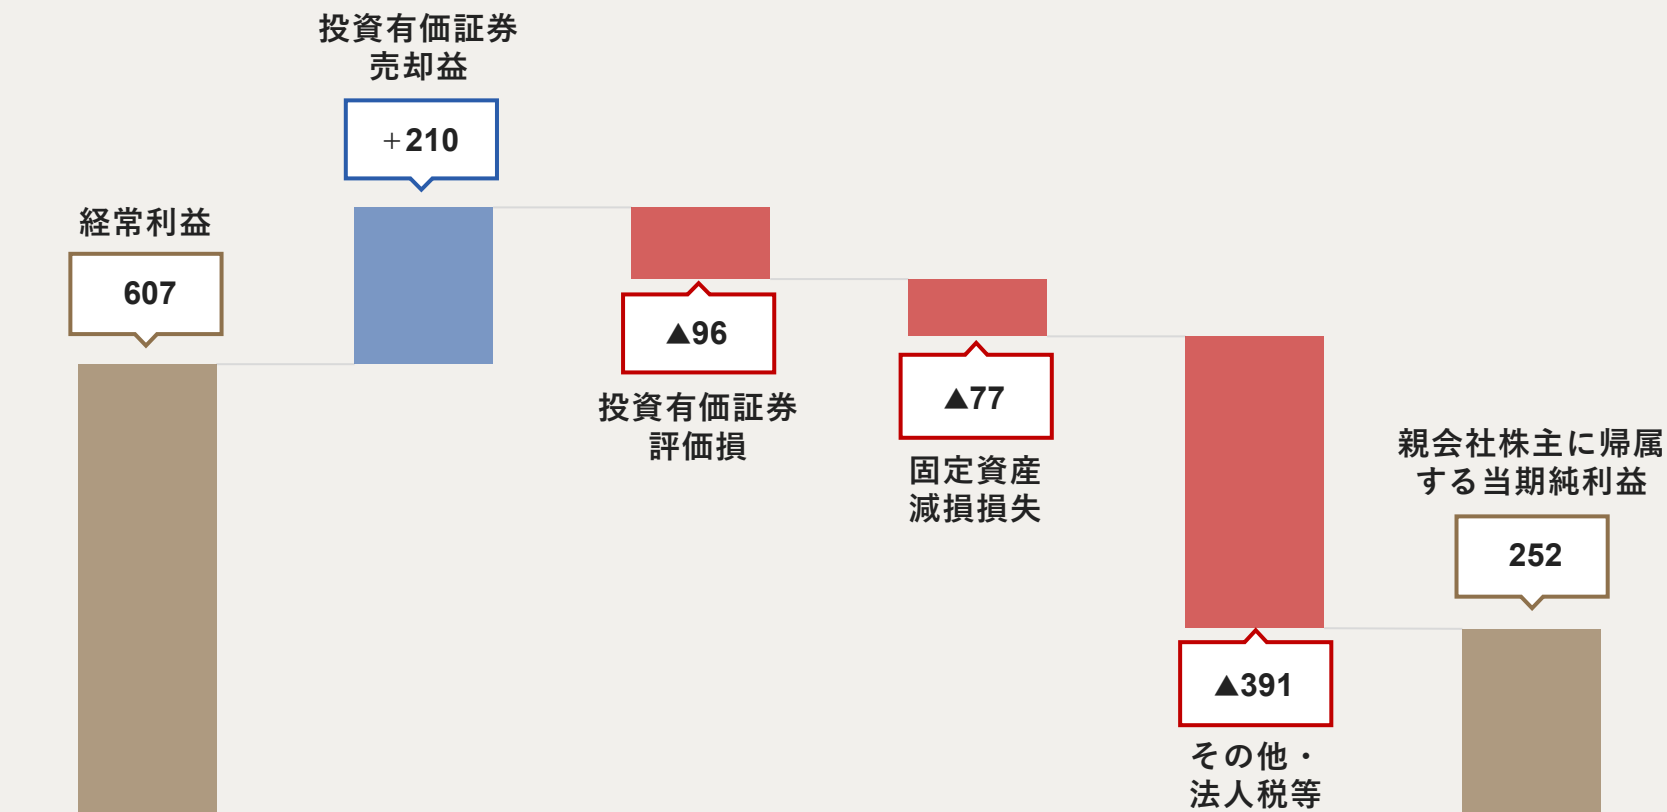 投資有価証券
売却益
+210
経常利益
607
▲96
投資有価証券
評価損
▲77
固定資産
減損損失
▲391
その他・
法人税等
親会社株主に帰属
する当期純利益
252